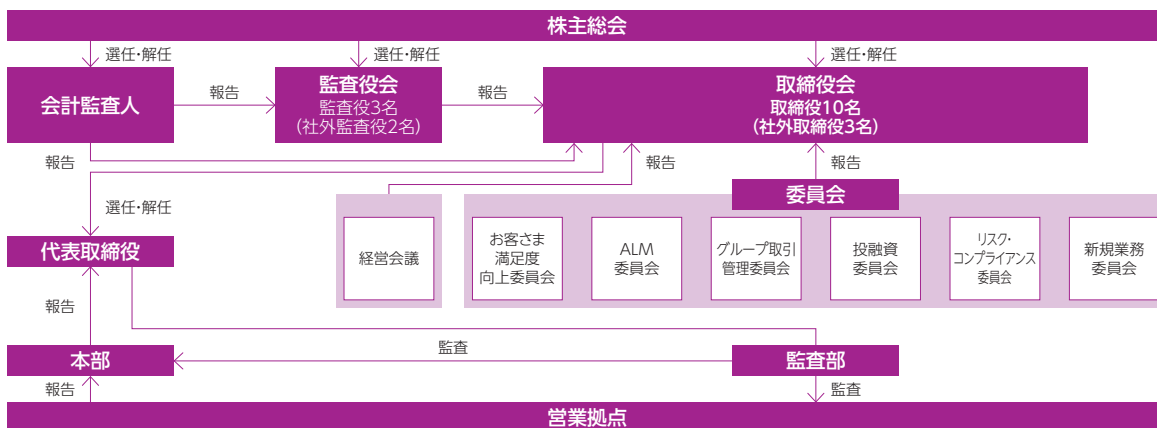 株主総会
選任・解任
選任・解任
選任・解任
会計監査人
報告
監査役会
監査役3名
(社外監査役2名)
報告
取締役会
取締役10名
(社外取締役3名)
報告
報告
報告
選任・解任
委員会
代表取締役
経営会議
お客さま
満足度
向上委員会
ALM
委員会
グループ取引
管理委員会
投融資
委員会
リスク・
コンプライアンス
委員会
新規業務
委員会
報告
本部
監査
監査部
報告
監査
営業拠点